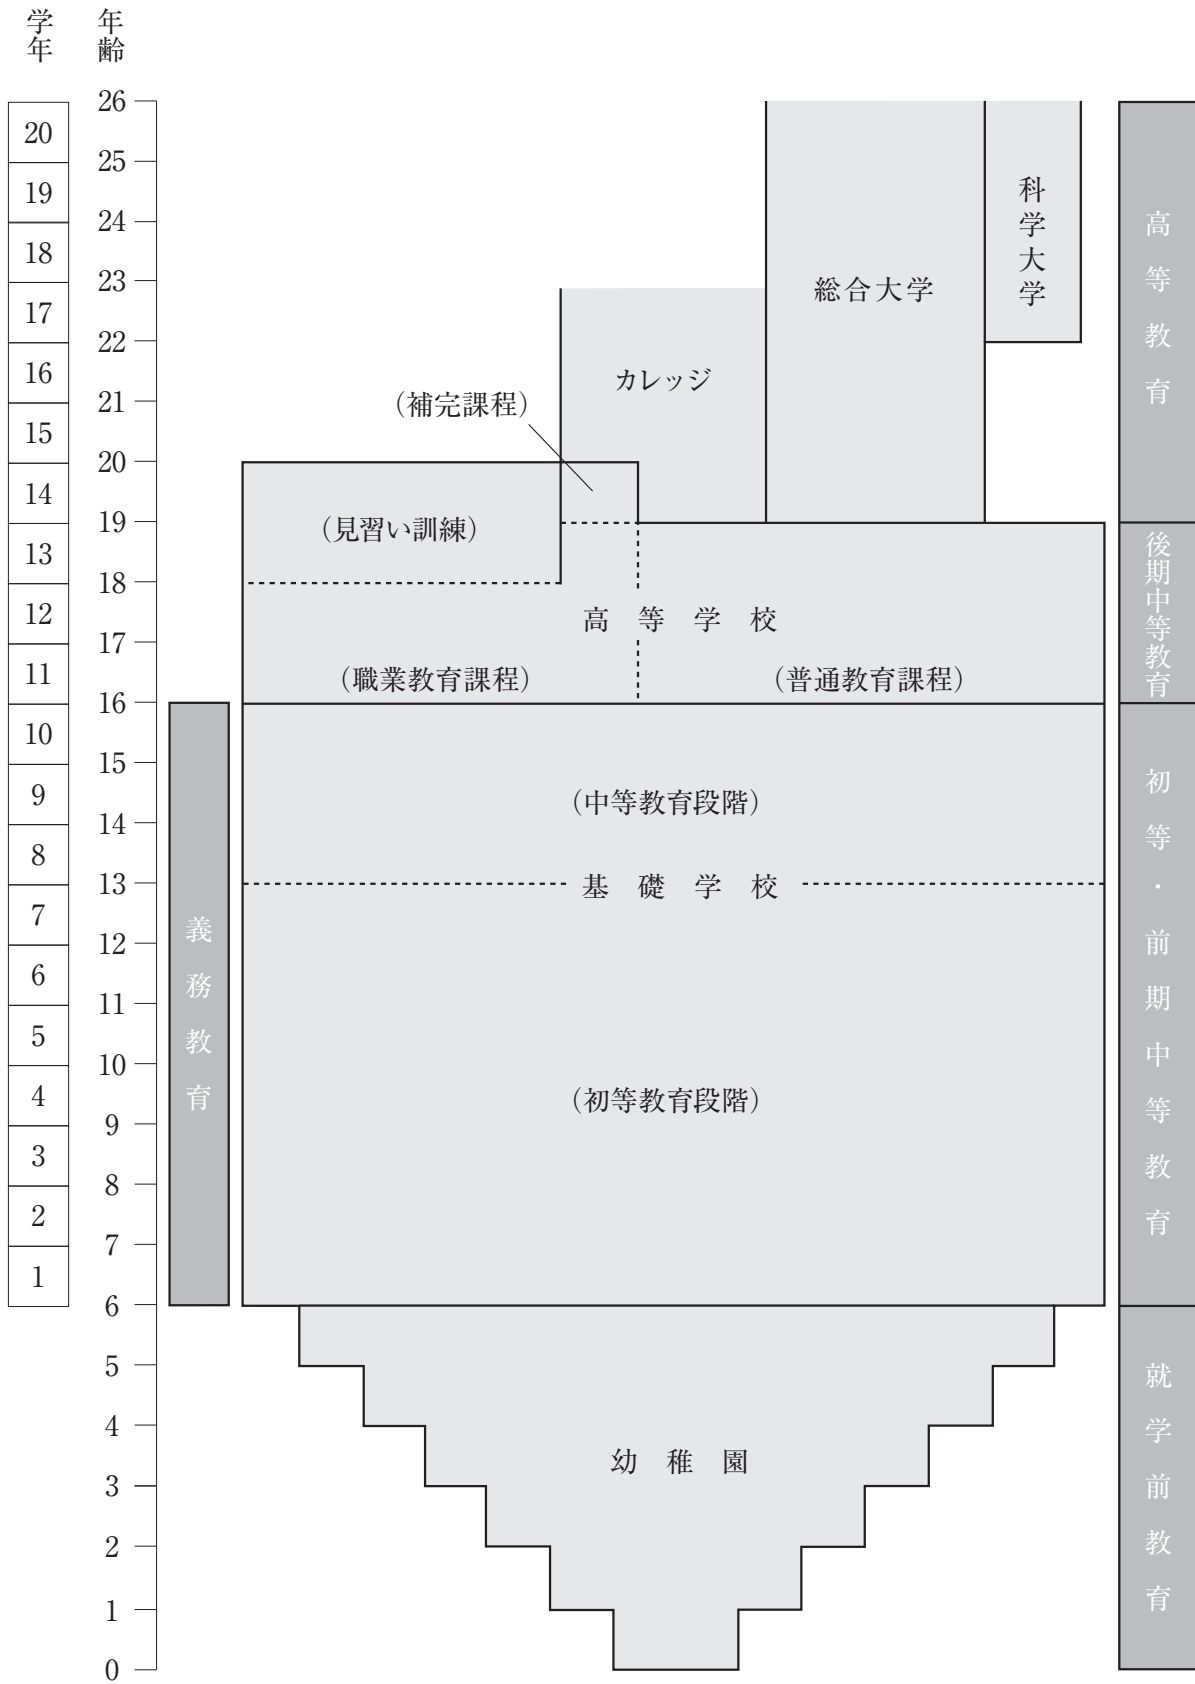 学年
年齢
20
19
18
17
16
15
14
13
12
11
10
9
8
7
6
5
4
3
2
1
26
25
24
23
22
21
20
19
18
17
16
15
14
13
12
11
10
9
8
7
6
5
4
3
2
1
0
義務教育
科学大学
総合大学
カレッジ
（補完課程）
（見習い訓練）
高等学校
（職業教育課程）
（普通教育課程）
（中等教育段階）
基礎学校
（初等教育段階）
幼稚園
高等教育
後期中等教育
初等・前期中等教育
就学前教育